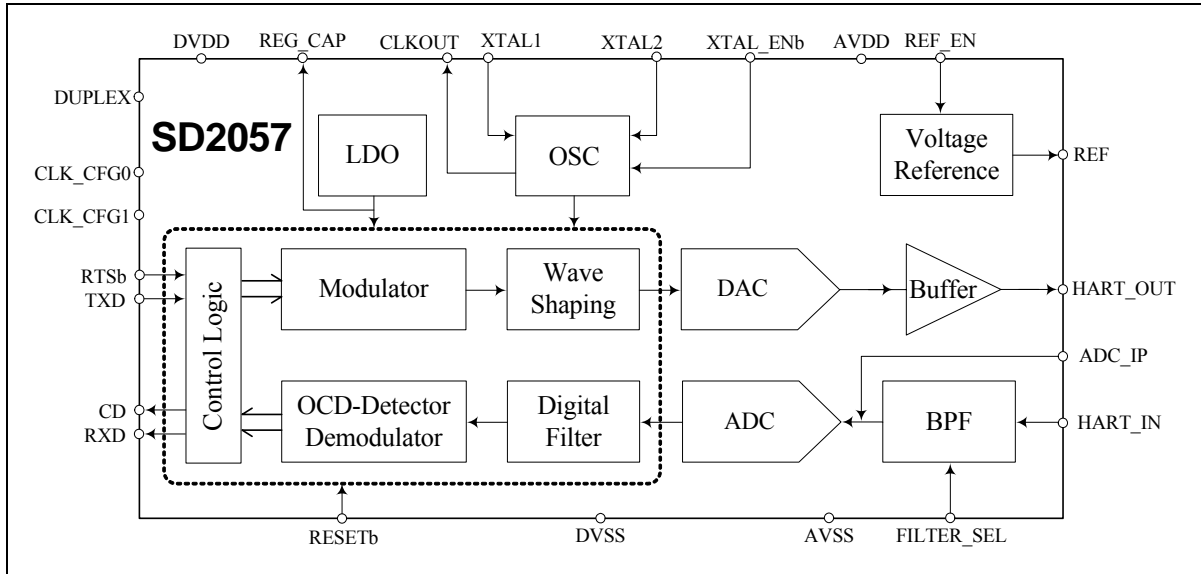 DVDD
REG_CAP
CLKOUT
XTAL1
XTAL2
XTAL_ENb
AVDD
REF_EN
DUPLEX
SD2057
LDO
OSC
Voltage
Reference
REF
CLK_CFG0
CLK_CFG1
RTSb
TXD
Control Logic
Modulator
Wave
Shaping
DAC
Buffer
HART_OUT
ADC_IP
CD
RXD
OCD-Detector
Demodulator
Digital
Filter
ADC
BPF
HART_IN
RESETb
DVSS
AVSS
FILTER_SEL